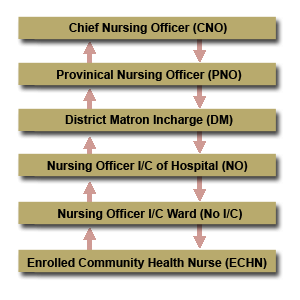 Chief Nursing Officer (CNO)
Provinical Nursing Officer (PNO)
District Matron Incharge (DM)
Nursing Officer I/C of Hospital (NO)
Nursing Officer I/C Ward (No I/C)
Enrolled Community Health Nurse (ECHN)